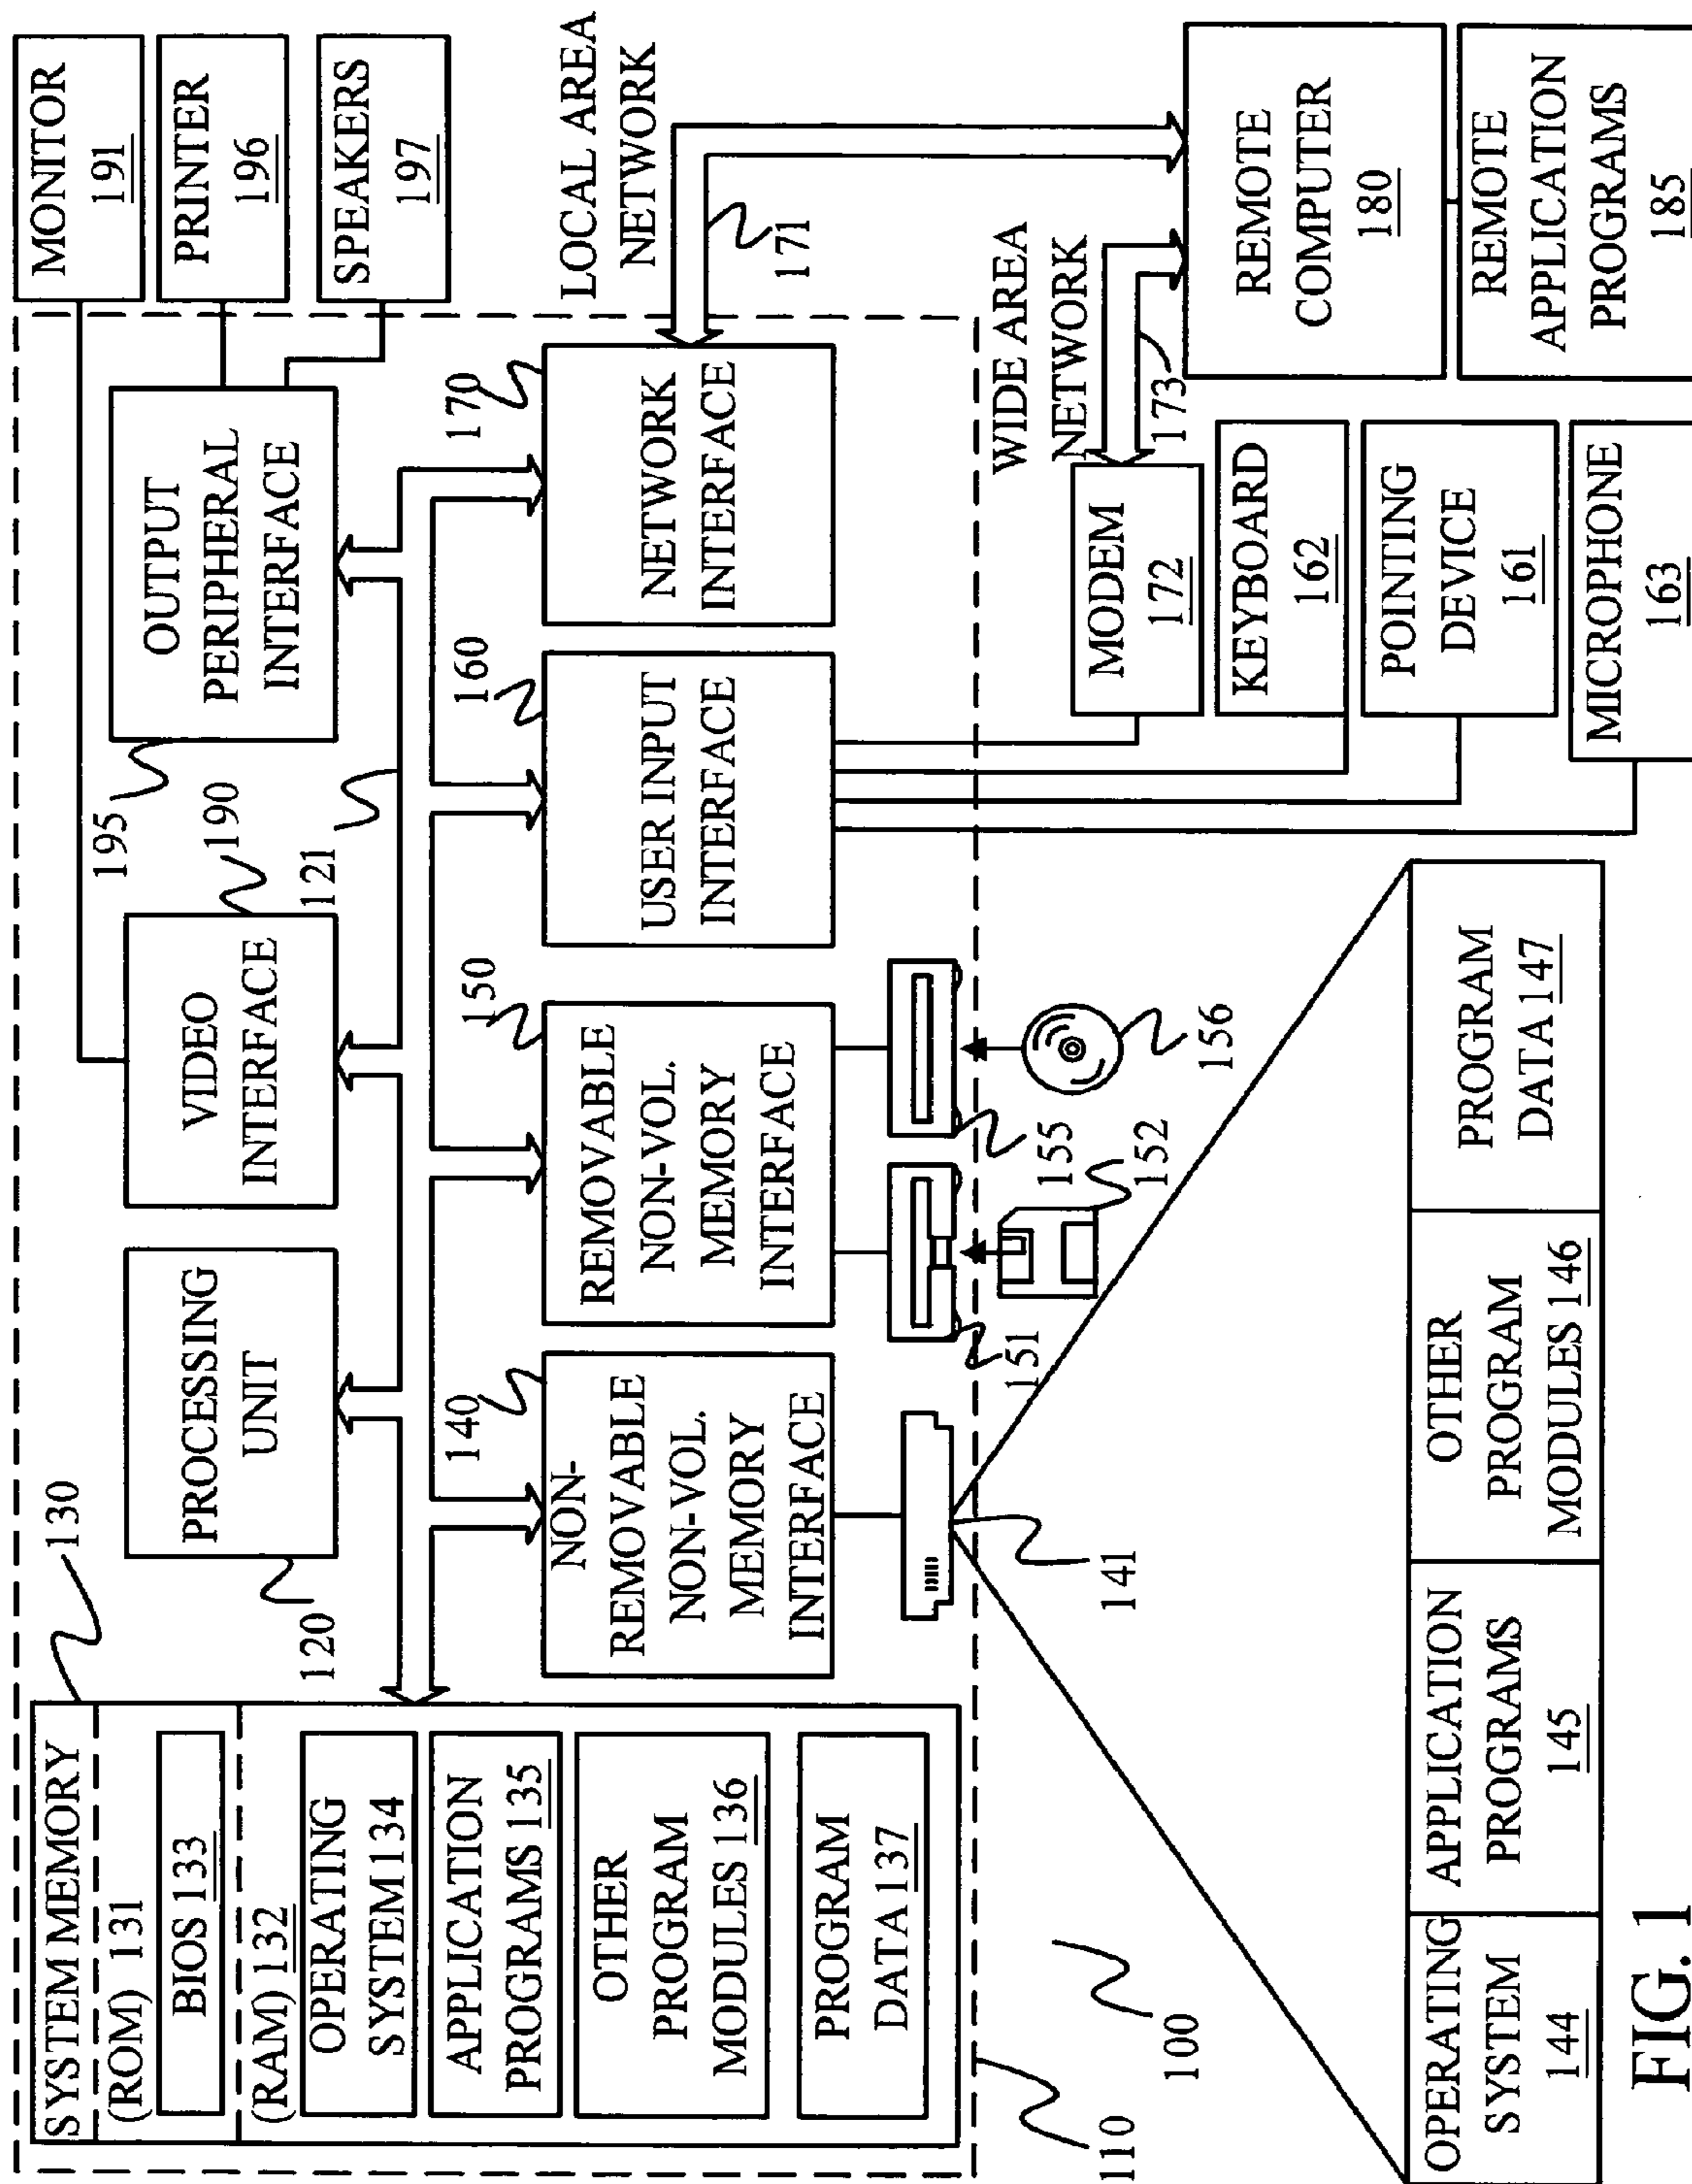 SYSTEM MEMORY
130
(ROM) 131
BIOS 133
(RAM) 132
OPERATING
SYSTEM 134
APPLICATION
PROGRAMS 135
OTHER
PROGRAM
MODULES 136
PROGRAM
DATA 137
PROCESSING
UNIT
120
VIDEO
INTERFACE
190
121
OUTPUT
PERIPHERAL
INTERFACE
195
MONITOR
191
PRINTER
196
SPEAKERS
197
NON-
REMOVABLE
NON-VOL.
MEMORY
INTERFACE
140
REMOVABLE
NON-VOL.
MEMORY
INTERFACE
150
USER INPUT
INTERFACE
160
NETWORK
INTERFACE
170
LOCAL AREA
NETWORK
171
141
151
152
155
156
WIDE AREA
NETWORK
173
MODEM
172
KEYBOARD
162
POINTING
DEVICE
161
MICROPHONE
163
REMOTE
COMPUTER
180
REMOTE
APPLICATION
PROGRAMS
185
100
110
OPERATING
SYSTEM
144
APPLICATION
PROGRAMS
145
OTHER
PROGRAM
MODULES 146
PROGRAM
DATA 147
FIG. 1